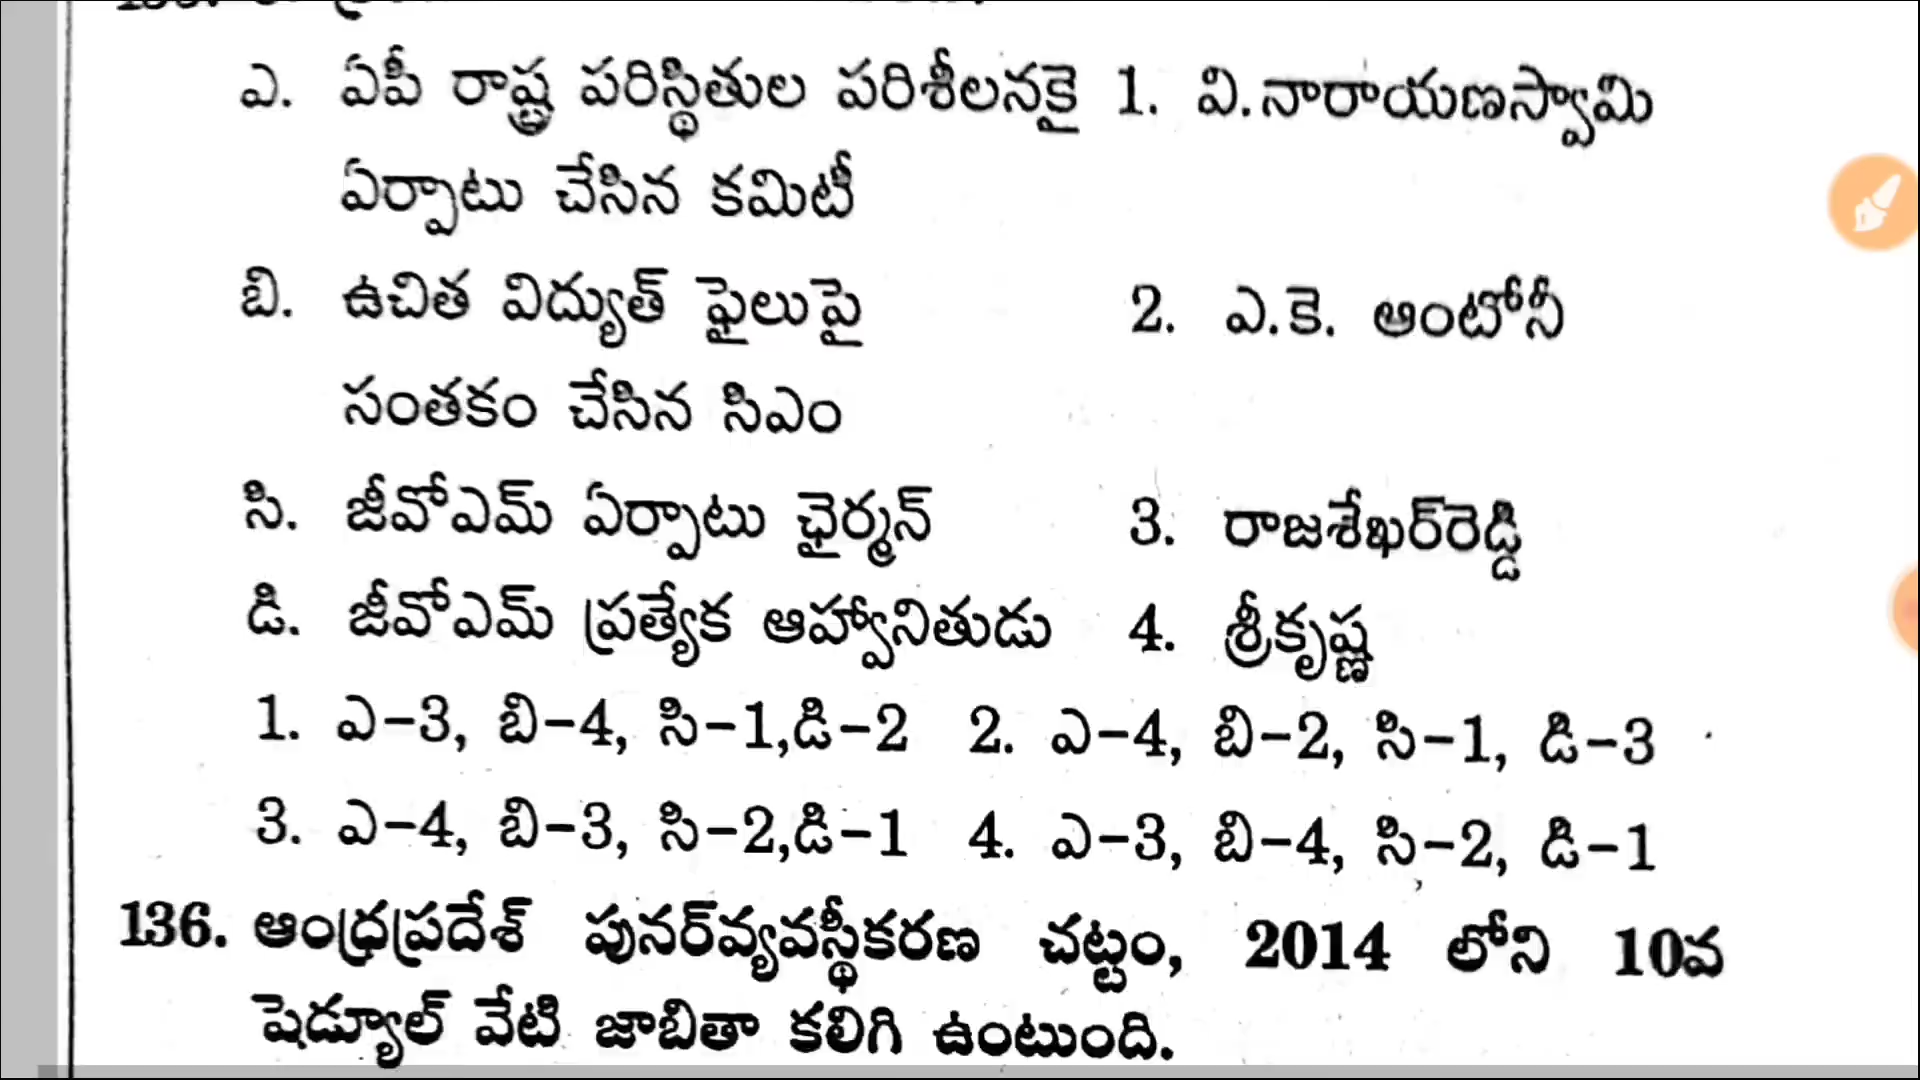 ఎ. ఏపీ రాష్ట్ర పరిస్థితుల పరిశీలనకై 1. వి.నారాయణస్వామి
ఏర్పాటు చేసిన కమిటీ
బి. ఉచిత విద్యుత్ ఫైలుపై 2. ఎ.కె. ఆంటోనీ
సంతకం చేసిన సిఎం
సి. జీవోఎమ్ ఏర్పాటు ఛైర్మన్ 3. రాజశేఖర్‌రెడ్డి
డి. జీవోఎమ్ ప్రత్యేక ఆహ్వానితుడు 4. శ్రీకృష్ణ
1. ఎ-3, బి-4, సి-1,డి-2 2. ఎ-4, బి-2, సి-1, డి-3
3. ఎ-4, బి-3, సి-2,డి-1 4. ఎ-3, బి-4, సి-2, డి-1
136. ఆంధ్రప్రదేశ్ పునర్‌వ్యవస్థీకరణ చట్టం, 2014 లోని 10వ
షెడ్యూల్ వేటి జాబితా కలిగి ఉంటుంది.